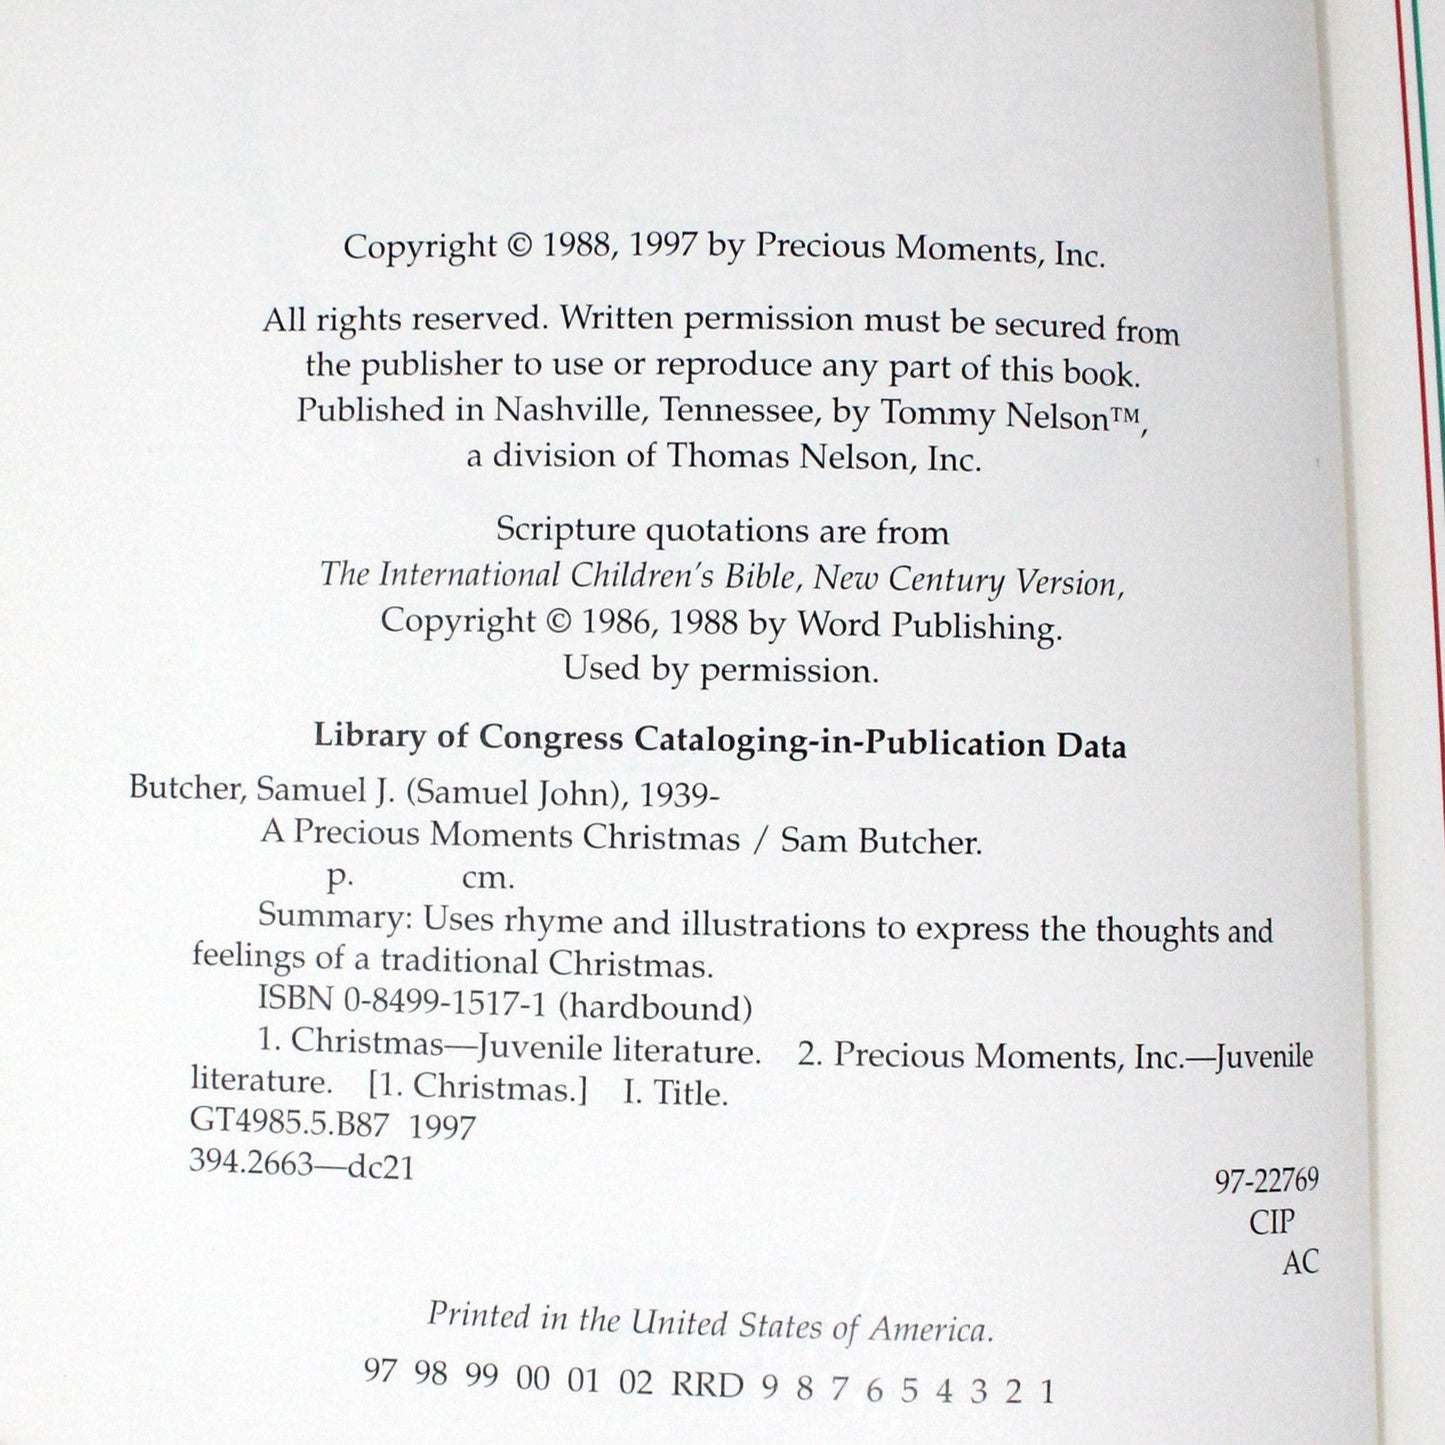 Copyright © 1988, 1997 by Precious Moments, Inc.
All rights reserved. Written permission must be secured from
the publisher to use or reproduce any part of this book.
Published in Nashville, Tennessee, by Tommy Nelson™,
a division of Thomas Nelson, Inc.
Scripture quotations are from
The International Children's Bible, New Century Version,
Copyright © 1986, 1988 by Word Publishing.
Used by permission.
Library of Congress Cataloging-in-Publication Data
Butcher, Samuel J. (Samuel John), 1939-
A Precious Moments Christmas / Sam Butcher.
p. cm.
Summary: Uses rhyme and illustrations to express the thoughts and
feelings of a traditional Christmas.
ISBN 0-8499-1517-1 (hardbound)
1. Christmas—Juvenile literature. 2. Precious Moments, Inc.—Juvenile
literature. [1. Christmas.] I. Title.
GT4985.5.B87 1997
394.2663—dc21
97-22769
CIP
AC
Printed in the United States of America.
97 98 99 00 01 02 RRD 9 8 7 6 5 4 3 2 1